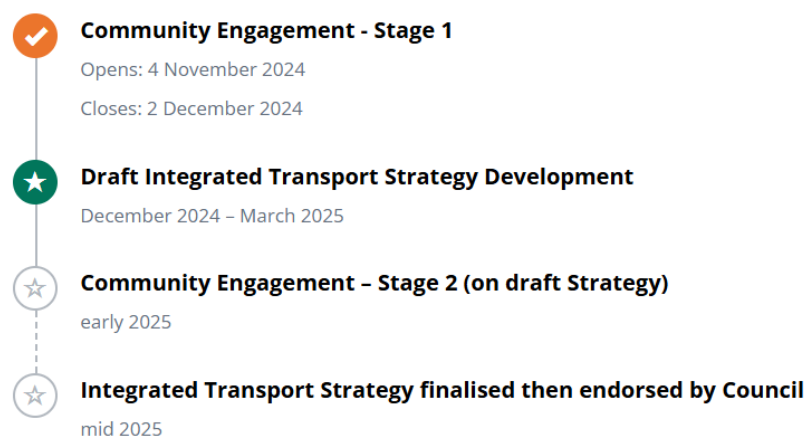 Community Engagement - Stage 1
Opens: 4 November 2024
Closes: 2 December 2024
Draft Integrated Transport Strategy Development
December 2024 – March 2025
Community Engagement – Stage 2 (on draft Strategy)
early 2025
Integrated Transport Strategy finalised then endorsed by Council
mid 2025